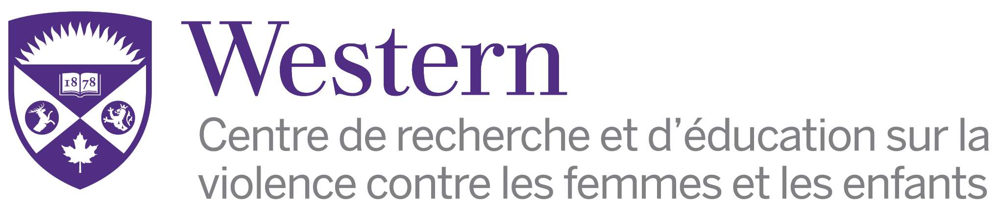 1878
Western
Centre de recherche et d’éducation sur la
violence contre les femmes et les enfants